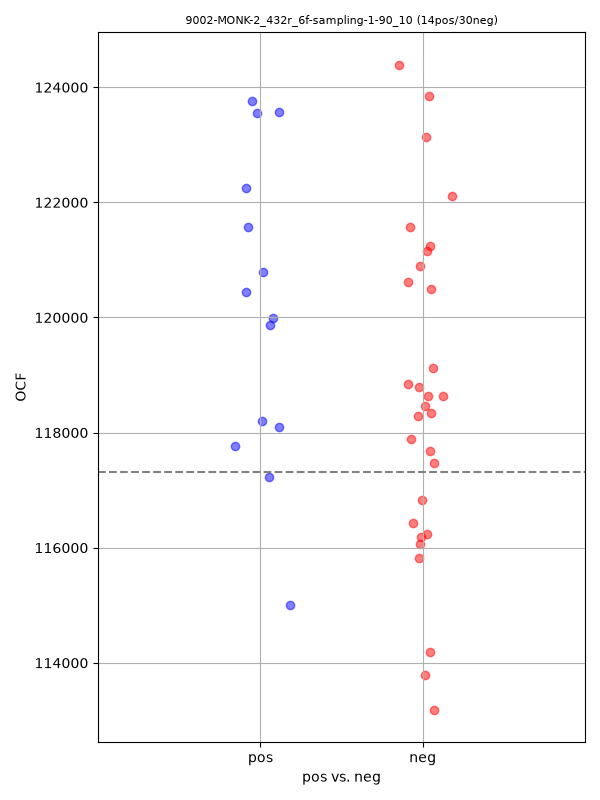 9002-MONK-2_432r_6f-sampling-1-90_10 (14pos/30neg)
124000
122000
120000
118000
116000
114000
OCF
pos
neg
pos vs. neg